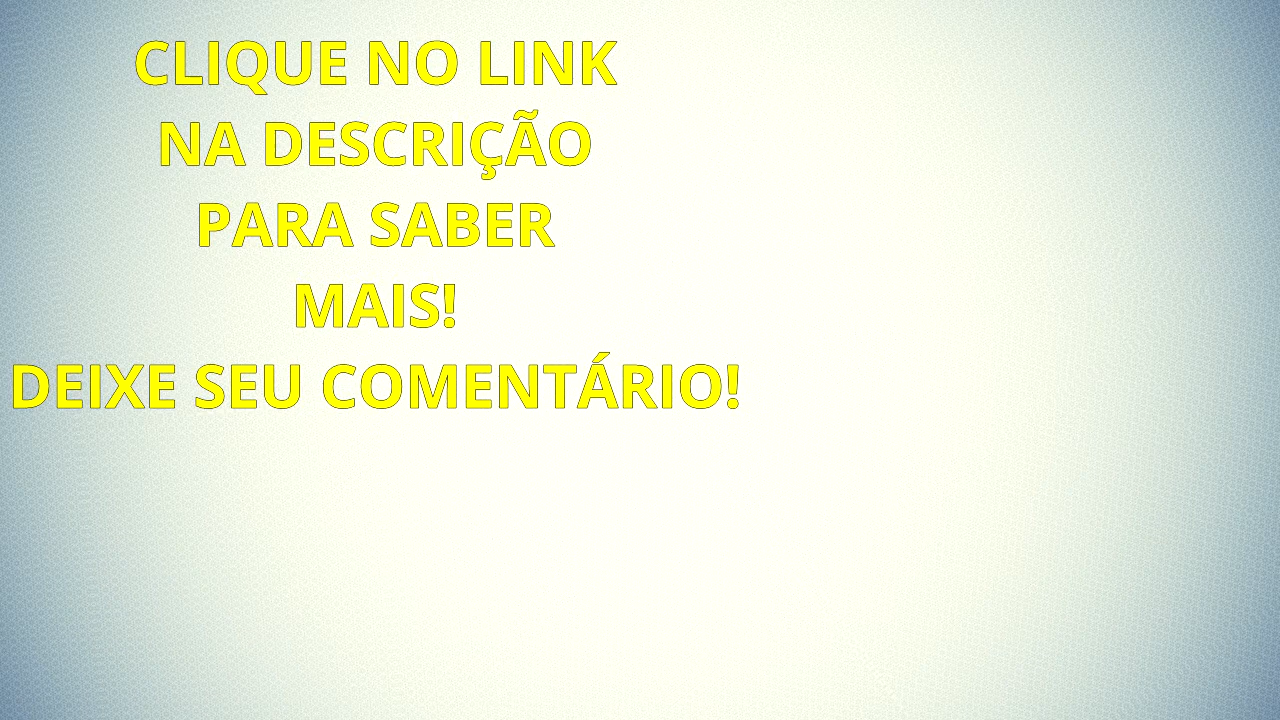 CLIQUE NO LINK
NA DESCRIÇÃO
PARA SABER
MAIS!
DEIXE SEU COMENTÁRIO!